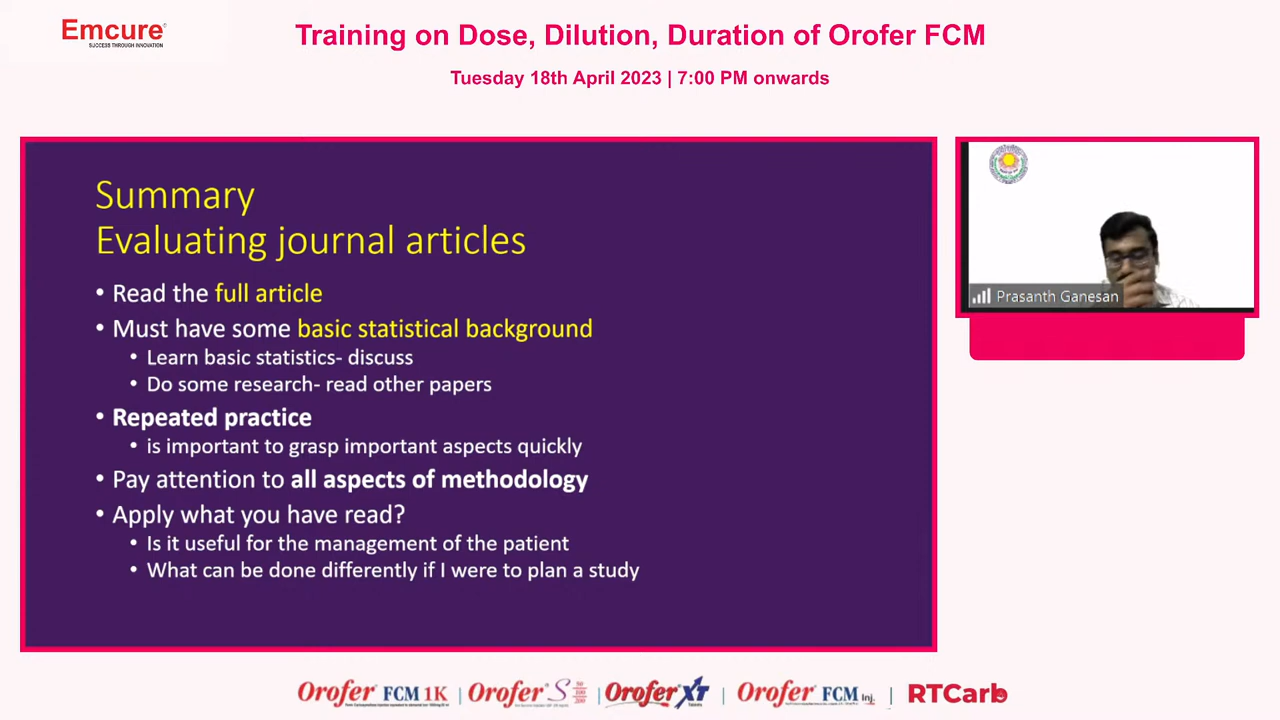 Emcure
SUCCESS THROUGH INNOVATION
Training on Dose, Dilution, Duration of Orofer FCM
Tuesday 18th April 2023 | 7:00 PM onwards
Summary
Evaluating journal articles
• Read the full article
• Must have some basic statistical background
• Learn basic statistics- discuss
• Do some research- read other papers
• Repeated practice
• is important to grasp important aspects quickly
• Pay attention to all aspects of methodology
• Apply what you have read?
• Is it useful for the management of the patient
• What can be done differently if I were to plan a study
Prasanth Ganesan
Orofer FCM 1K | Orofer S 50 100 200 | Orofer XT Tablets | Orofer FCM Inj. | RTCarb